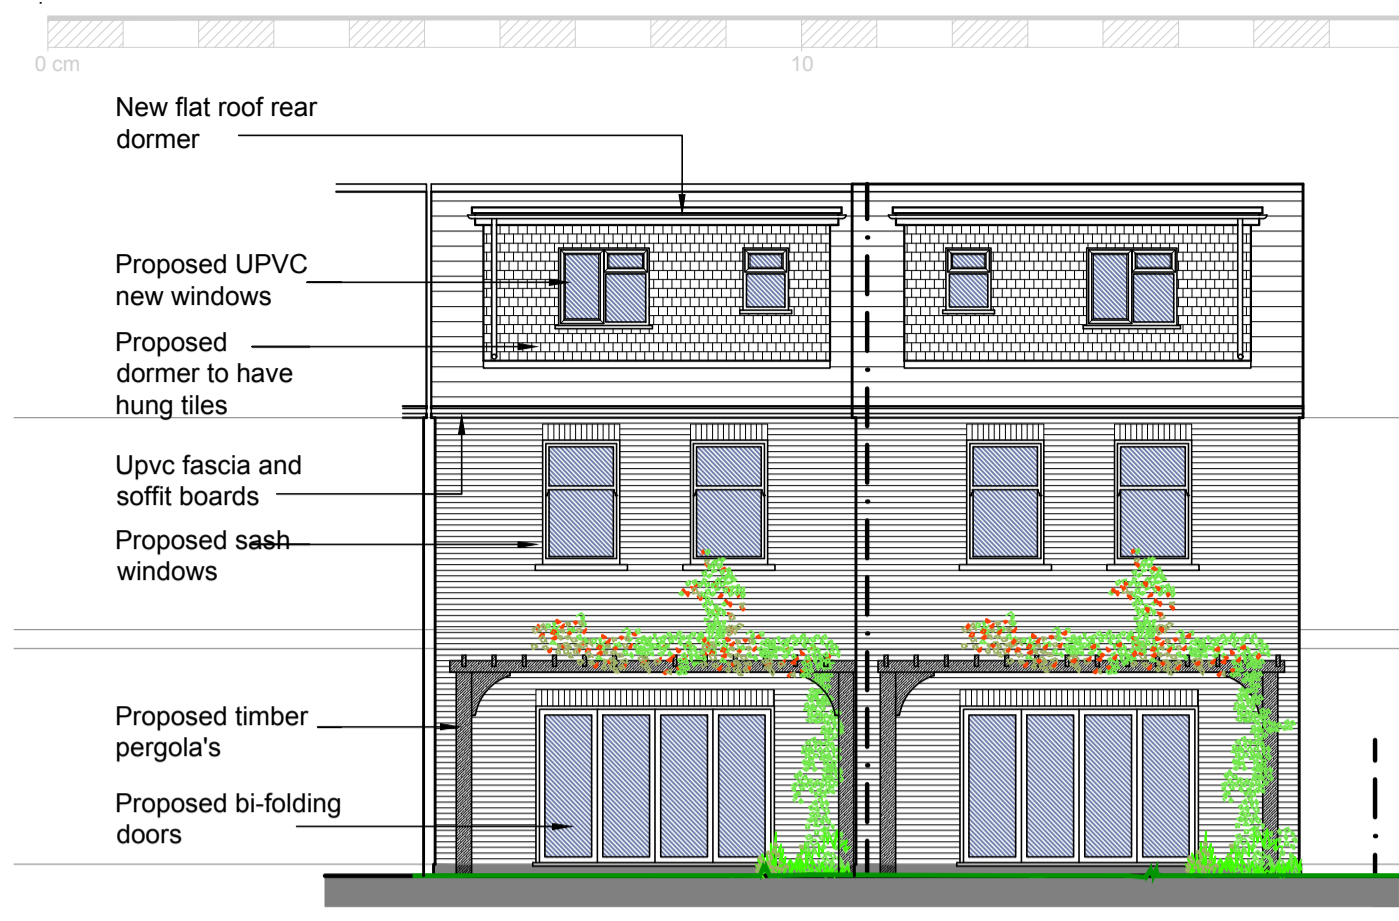 0 cm
10
New flat roof rear
dormer
Proposed UPVC
new windows
Proposed
dormer to have
hung tiles
Upvc fascia and
soffit boards
Proposed sash
windows
Proposed timber
pergola's
Proposed bi-folding
doors